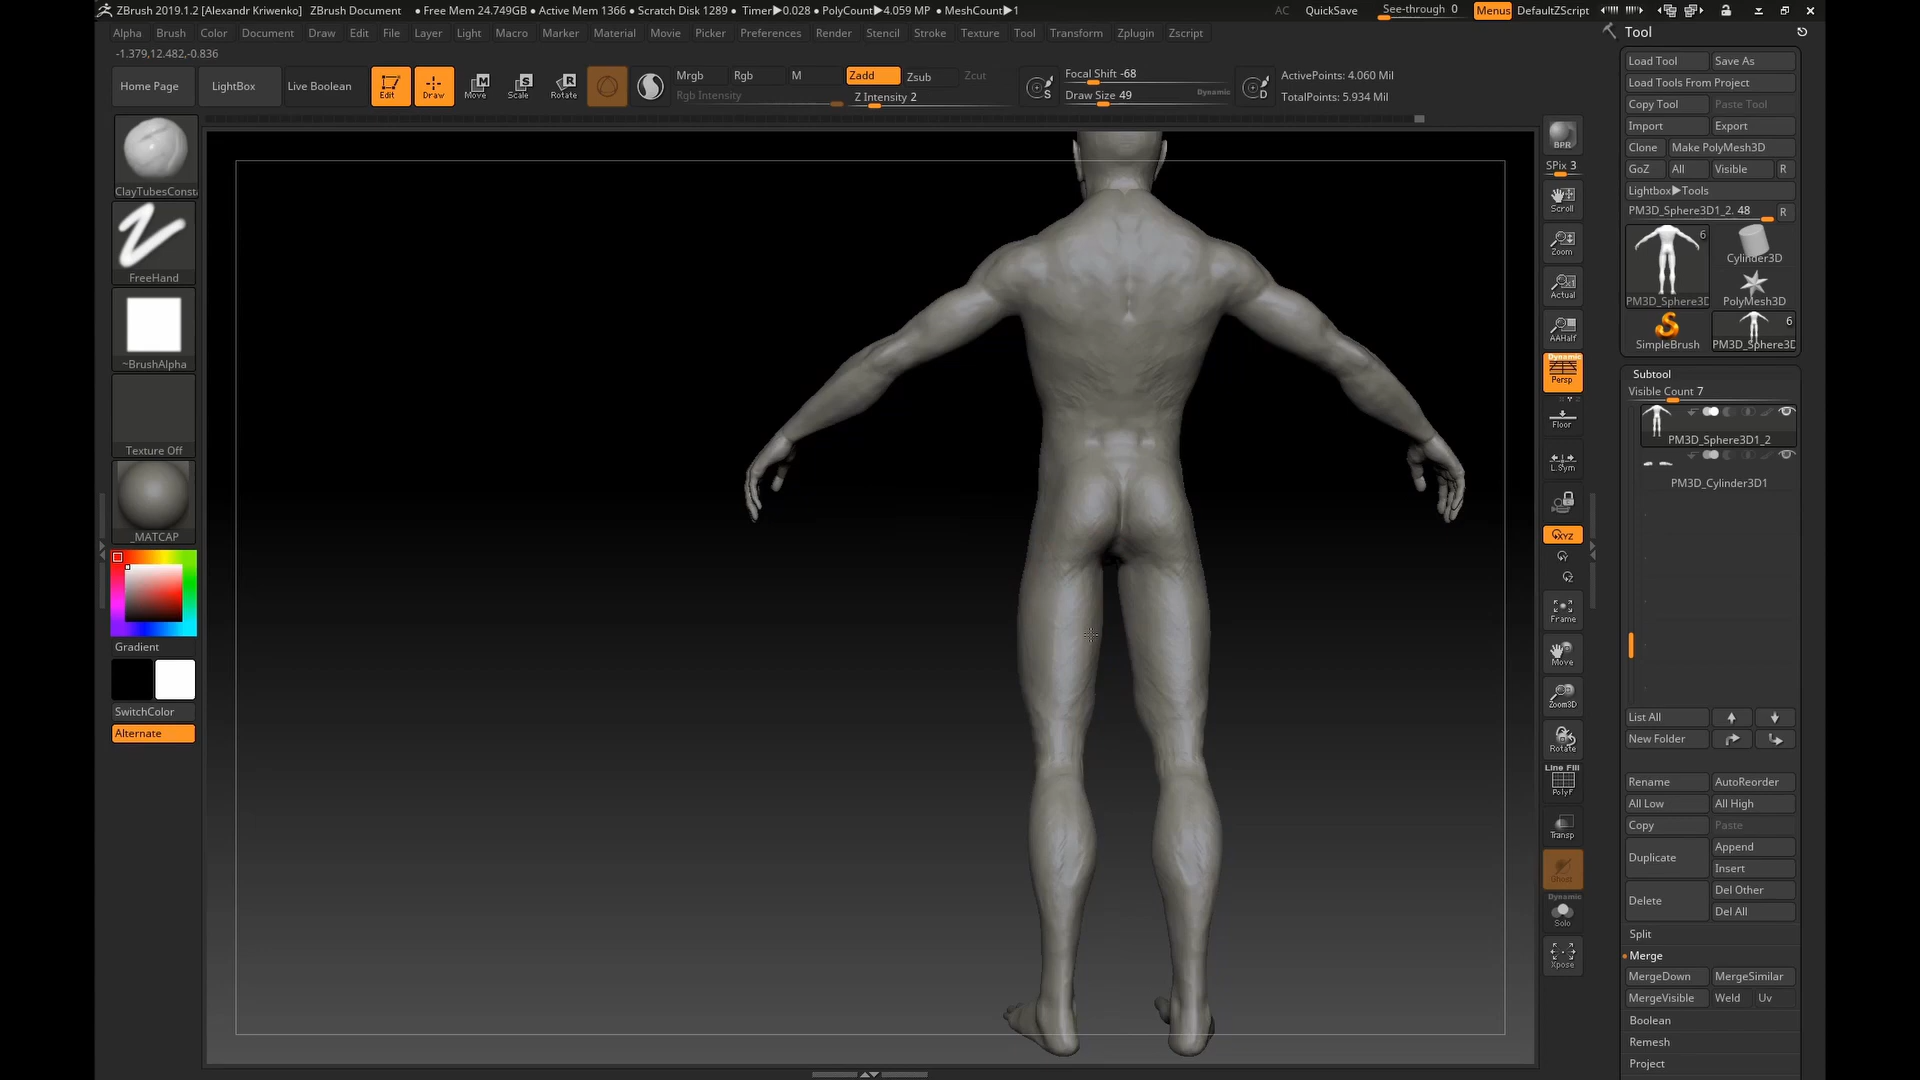 ZBrush 2019.1.2 [Alexandr Kriwenko] ZBrush Document • Free Mem 24.749GB • Active Mem 1366 • Scratch Disk 1289 • Timer▶0.028 • PolyCount▶4.059 MP • MeshCount▶1 AC QuickSave See-through 0 Menus DefaultZScript
Alpha Brush Color Document Draw Edit File Layer Light Macro Marker Material Movie Picker Preferences Render Stencil Stroke Texture Tool Transform Zplugin Zscript
-1.379,12.482,-0.836
Home Page LightBox Live Boolean Edit Draw Move Scale Rotate
M S R
Mrgb Rgb M Zadd Zsub Zcut
Rgb Intensity Z Intensity 2
S Focal Shift -68
Draw Size 49 Dynamic
D ActivePoints: 4.060 Mil
TotalPoints: 5.934 Mil
ClayTubesConst
FreeHand
~BrushAlpha
Texture Off
_MATCAP
Gradient
SwitchColor
Alternate
BPR
SPix 3
Scroll
Zoom
Actual
AAHalf
Dynamic
Persp
Floor
L.Sym
XYZ
Y
Z
Frame
Move
Zoom3D
Rotate
Line Fill
PolyF
Transp
Ghost
Dynamic
Solo
Xpose
Tool
Load Tool Save As
Load Tools From Project
Copy Tool Paste Tool
Import Export
Clone Make PolyMesh3D
GoZ All Visible R
Lightbox▶Tools
PM3D_Sphere3D1_2. 48 R
6
Cylinder3D
PM3D_Sphere3D PolyMesh3D
6
SimpleBrush PM3D_Sphere3D
Subtool
Visible Count 7
PM3D_Sphere3D1_2
PM3D_Cylinder3D1
List All
New Folder
Rename AutoReorder
All Low All High
Copy Paste
Duplicate Append
Insert
Delete Del Other
Del All
Split
Merge
MergeDown MergeSimilar
MergeVisible Weld Uv
Boolean
Remesh
Project